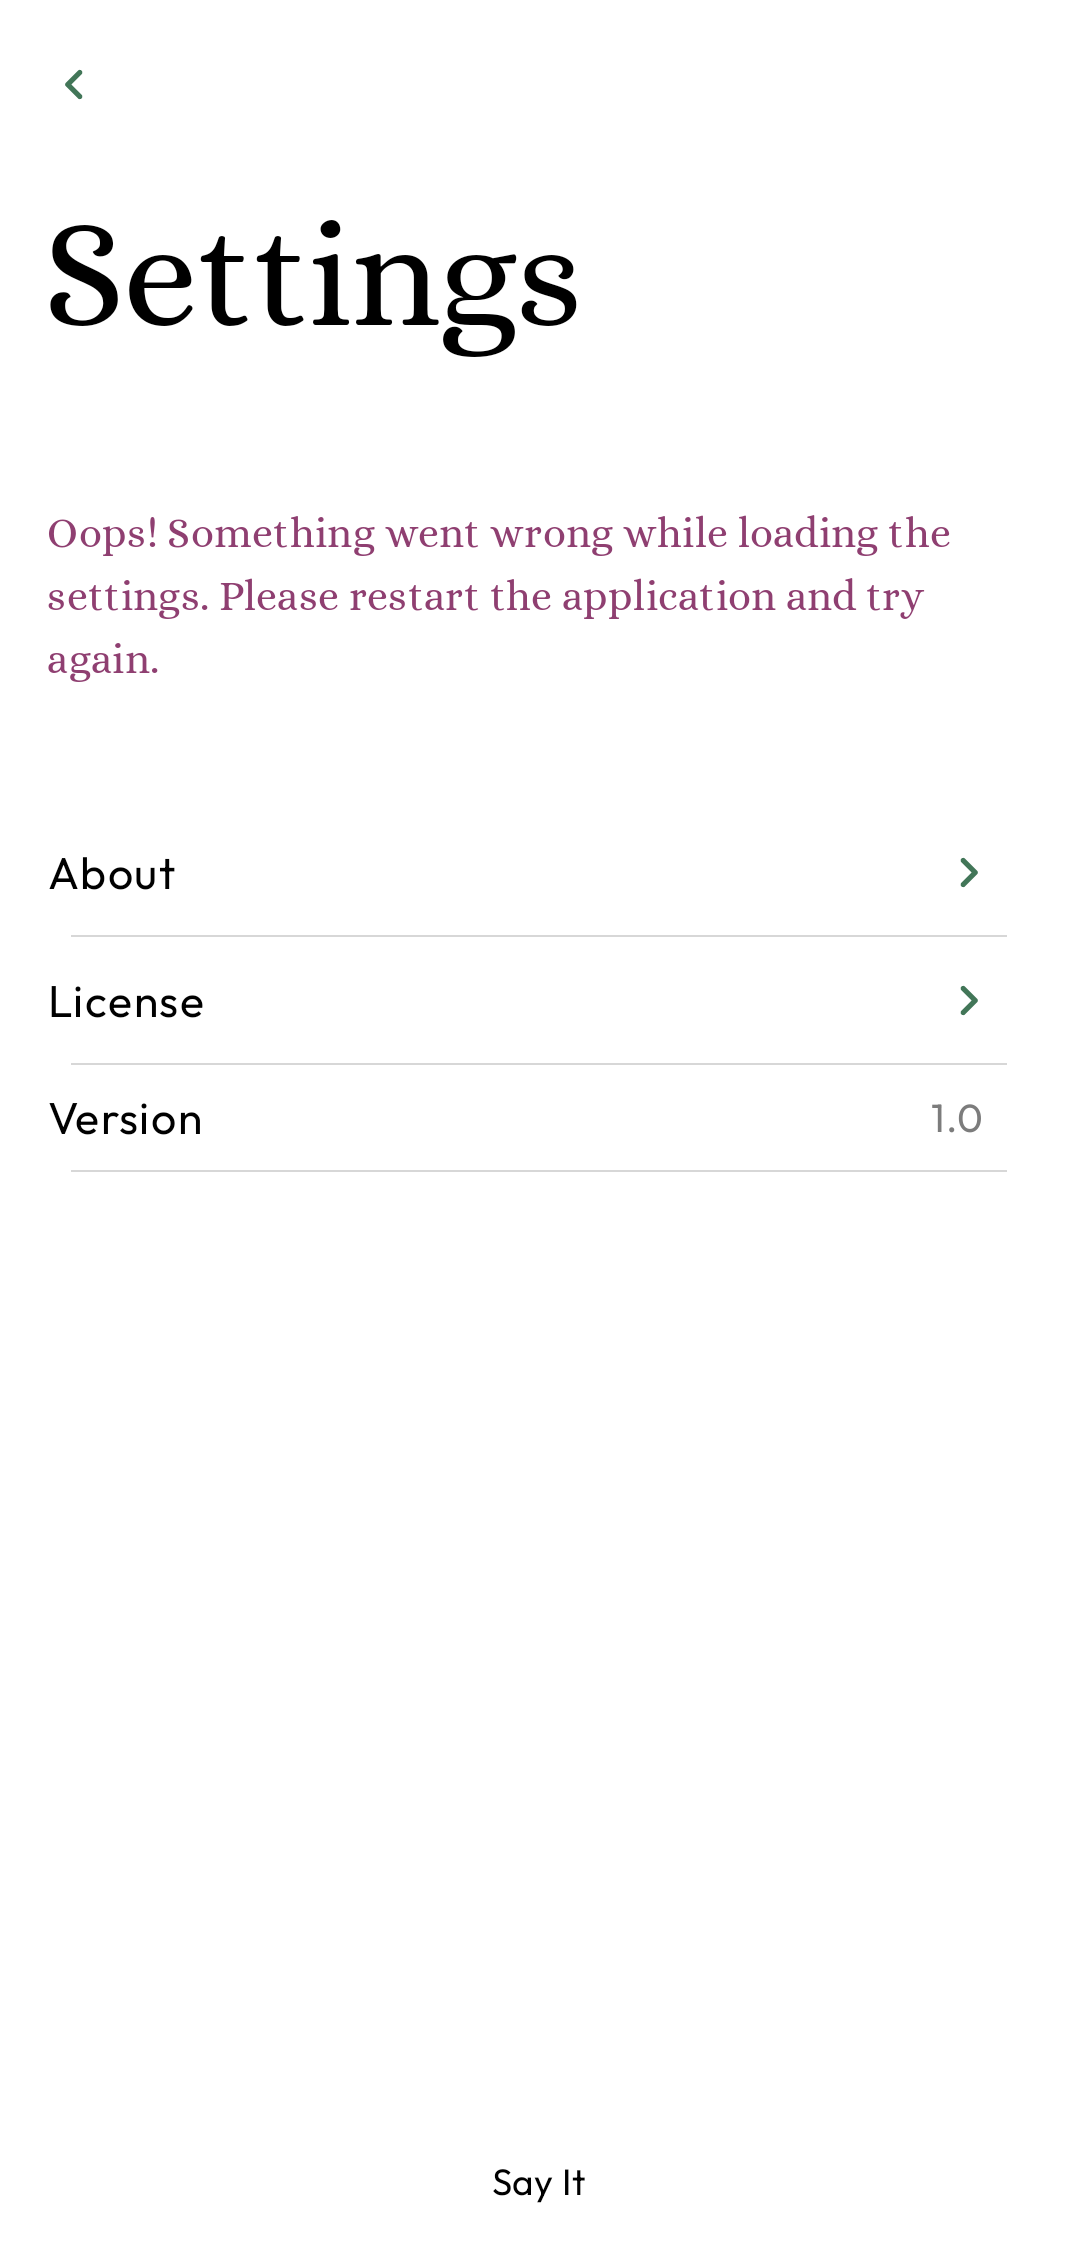 Settings
Oops! Something went wrong while loading the
settings. Please restart the application and try
again.
About
License
Version 1.0
Say It